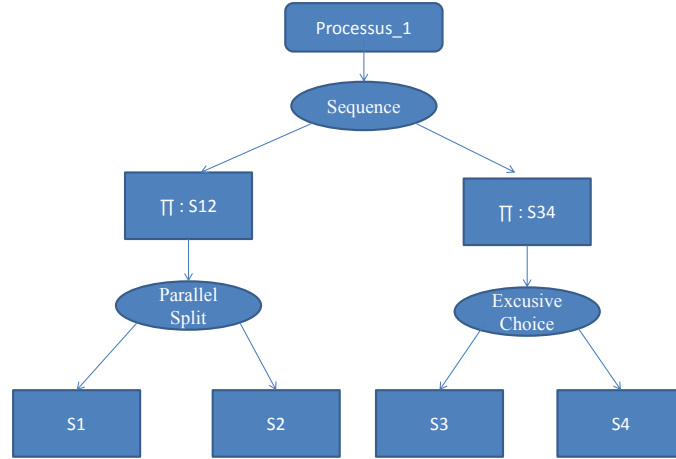 Processus_1
Sequence
∏ : S12
∏ : S34
Parallel
Split
Excusive
Choice
S1
S2
S3
S4